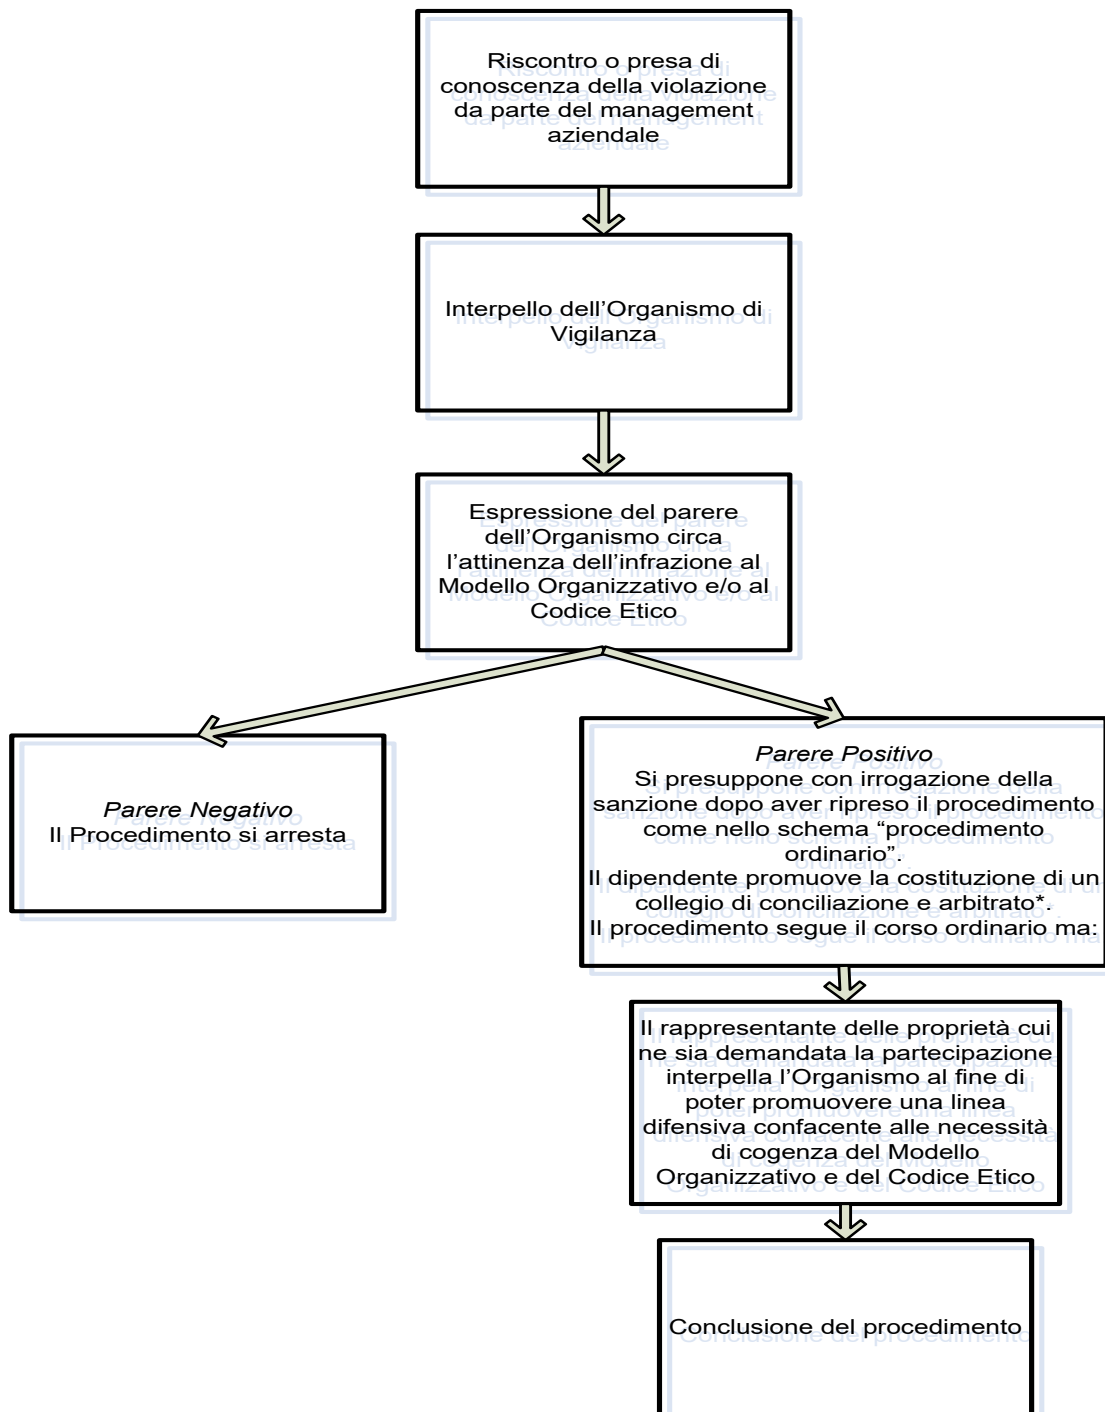 Riscontro o presa di
conoscenza della violazione
da parte del management
aziendale
Interpello dell’Organismo di
Vigilanza
Espressione del parere
dell’Organismo circa
l’attinenza dell’infrazione al
Modello Organizzativo e/o al
Codice Etico
Parere Negativo
Il Procedimento si arresta
Parere Positivo
Si presuppone con irrogazione della
sanzione dopo aver ripreso il procedimento
come nello schema “procedimento
ordinario”.
Il dipendente promuove la costituzione di un
collegio di conciliazione e arbitrato*.
Il procedimento segue il corso ordinario ma:
Il rappresentante delle proprietà cui
ne sia demandata la partecipazione
interpella l’Organismo al fine di
poter promuovere una linea
difensiva confacente alle necessità
di cogenza del Modello
Organizzativo e del Codice Etico
Conclusione del procedimento